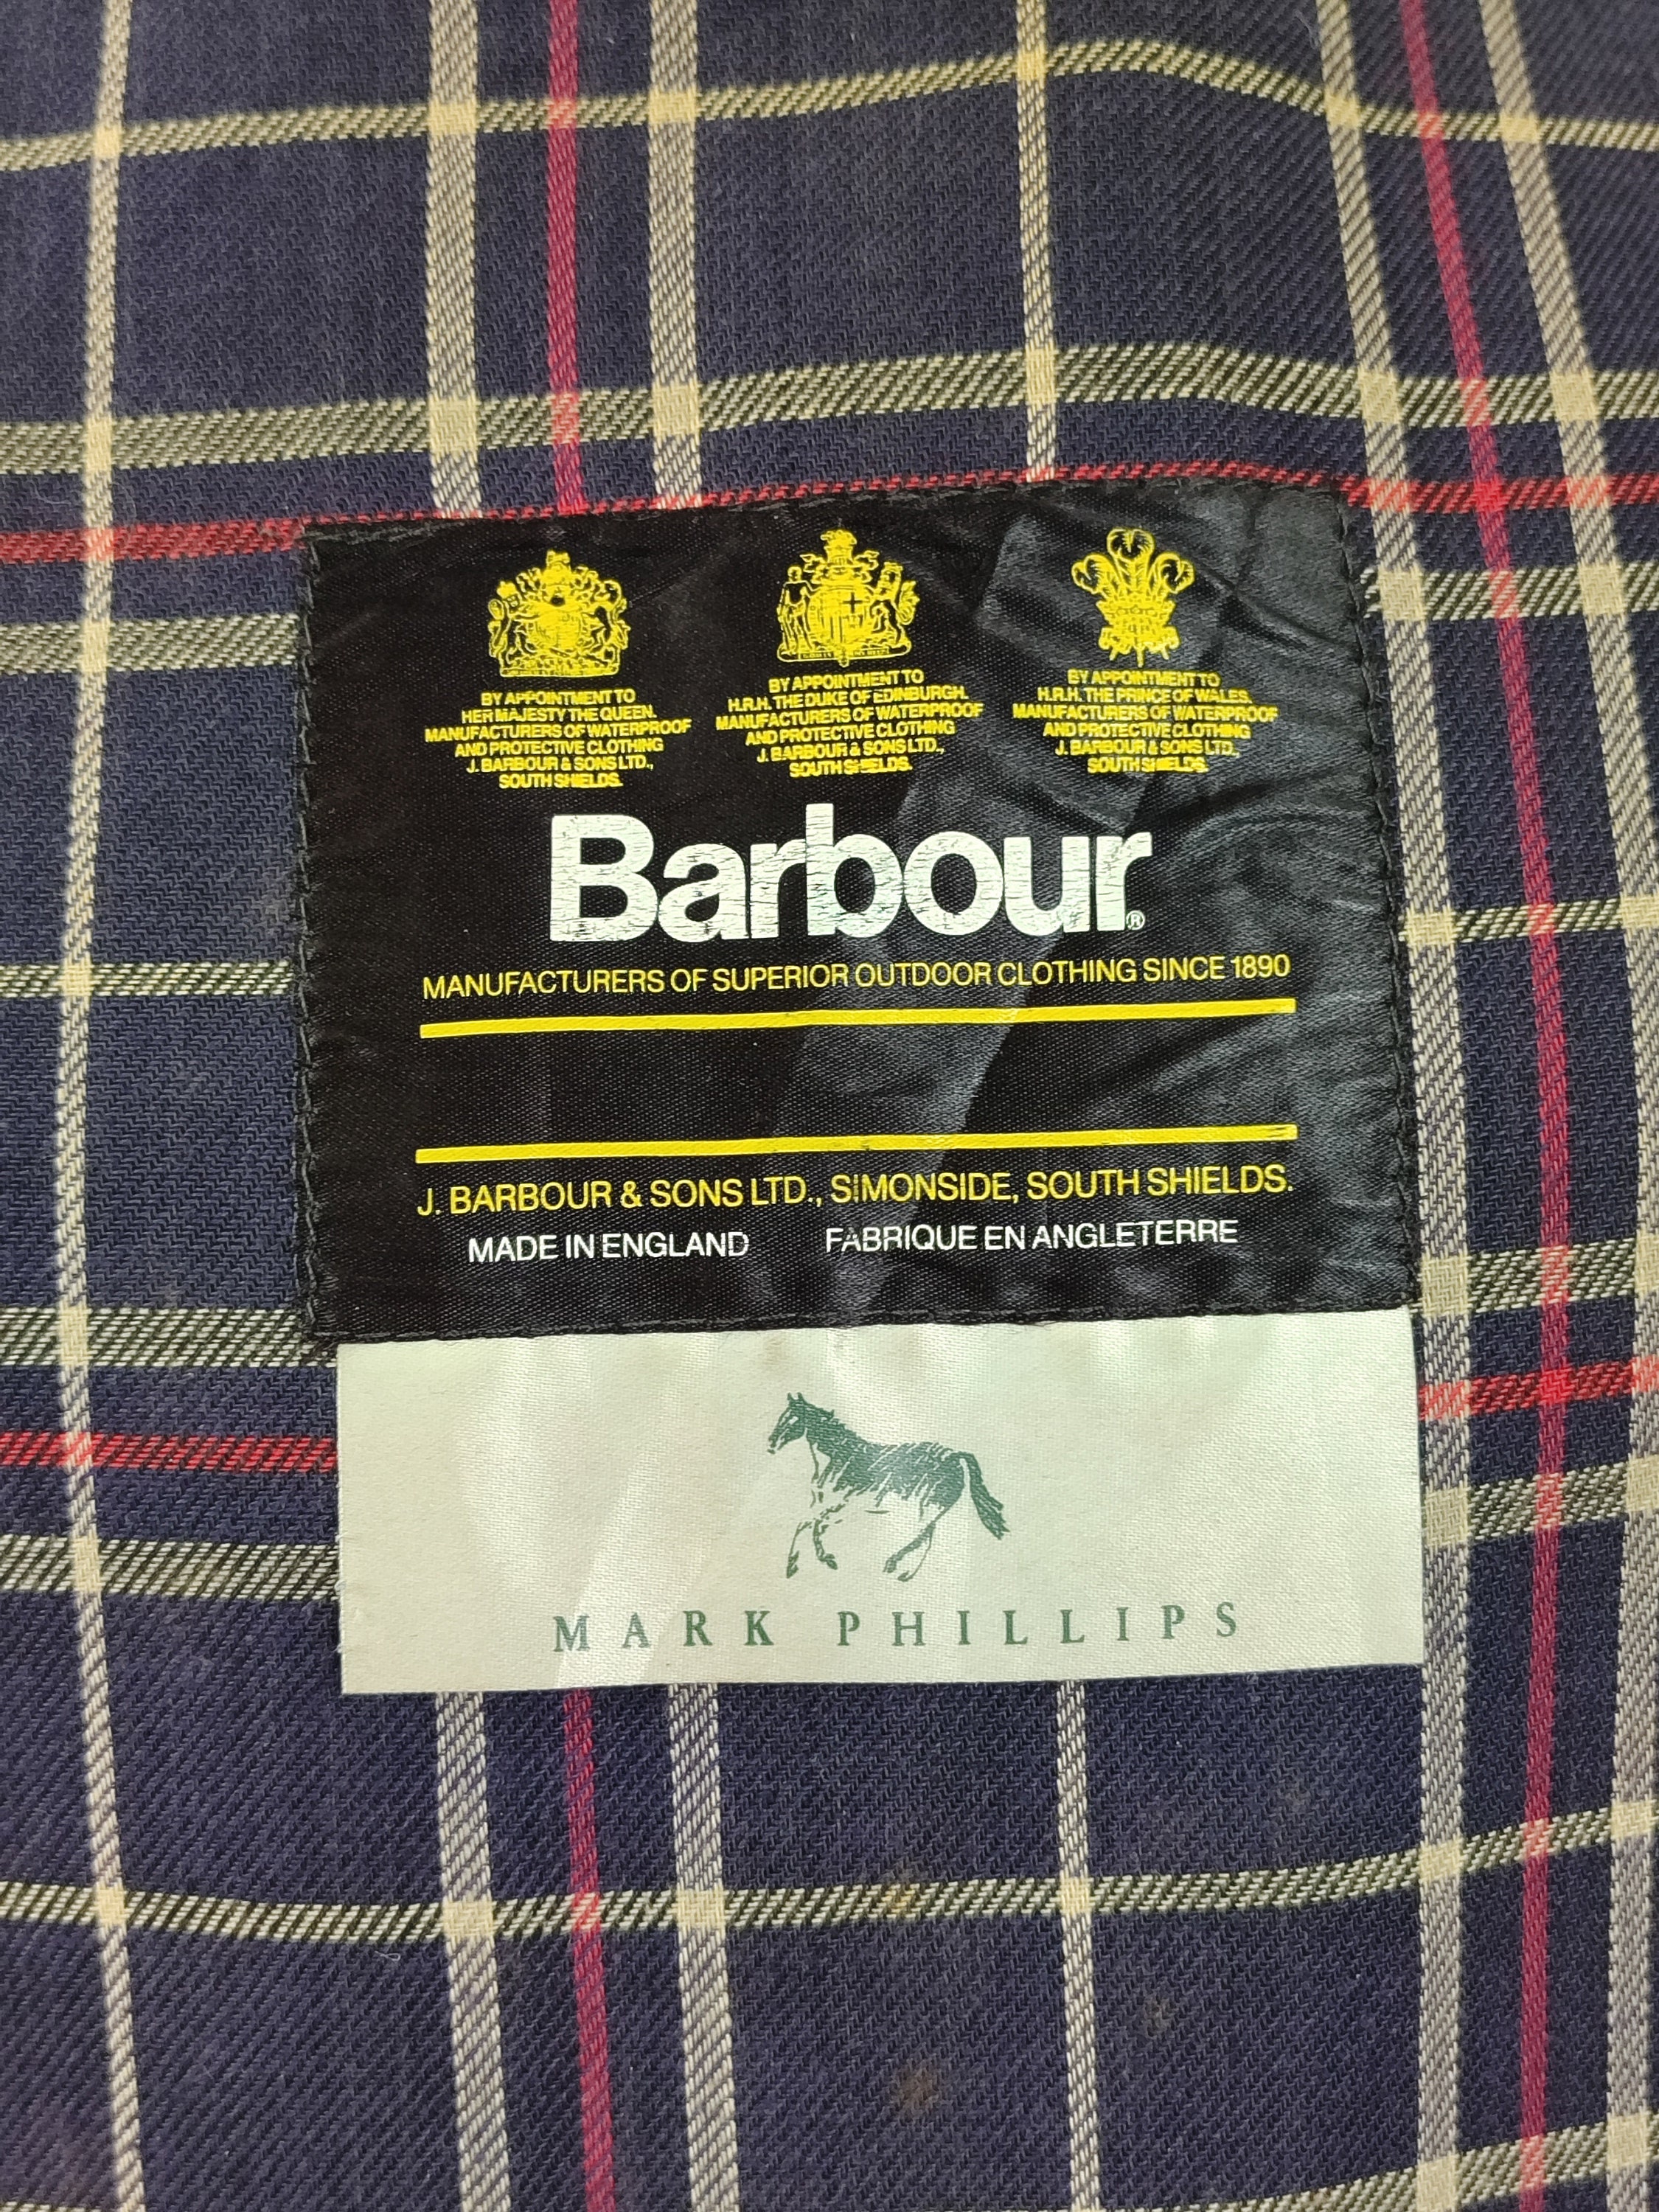 BY APPOINTMENT TO
HER MAJESTY THE QUEEN.
MANUFACTURERS OF WATERPROOF
AND PROTECTIVE CLOTHING
J. BARBOUR & SONS LTD.,
SOUTH SHIELDS.
BY APPOINTMENT TO
H.R.H. THE DUKE OF EDINBURGH.
MANUFACTURERS OF WATERPROOF
AND PROTECTIVE CLOTHING
J. BARBOUR & SONS LTD.,
SOUTH SHIELDS.
BY APPOINTMENT TO
H.R.H. THE PRINCE OF WALES.
MANUFACTURERS OF WATERPROOF
AND PROTECTIVE CLOTHING
J. BARBOUR & SONS LTD.,
SOUTH SHIELDS.
Barbour®
MANUFACTURERS OF SUPERIOR OUTDOOR CLOTHING SINCE 1890
J. BARBOUR & SONS LTD., SIMONSIDE, SOUTH SHIELDS.
MADE IN ENGLAND FABRIQUE EN ANGLETERRE
MARK PHILLIPS